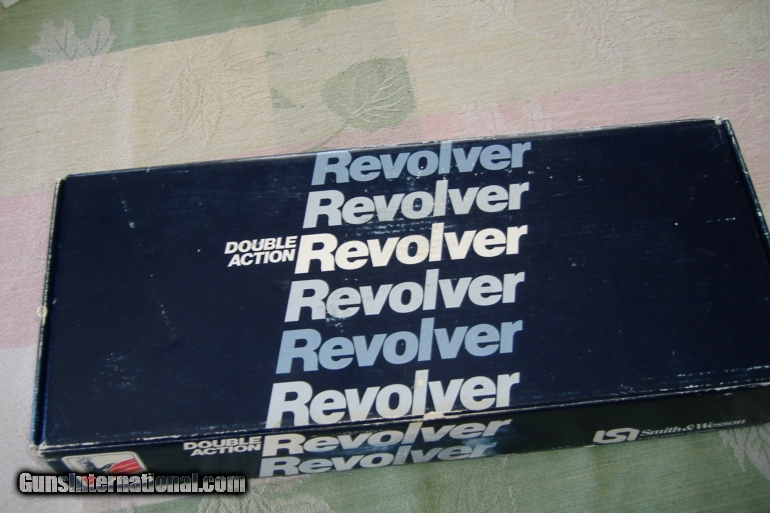 Revolver
Revolver
DOUBLE ACTION Revolver
Revolver
Revolver
Revolver
DOUBLE ACTION Revolver
Revolver
Smith & Wesson
GunsInternational.com